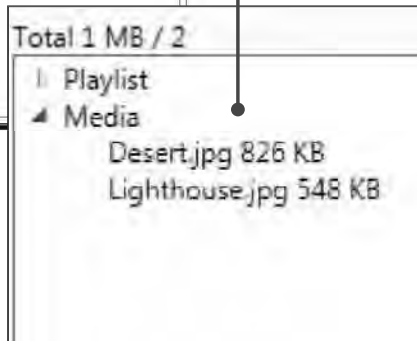 Total 1 MB / 2
Playlist
Media
Desert.jpg 826 KB
Lighthouse.jpg 548 KB